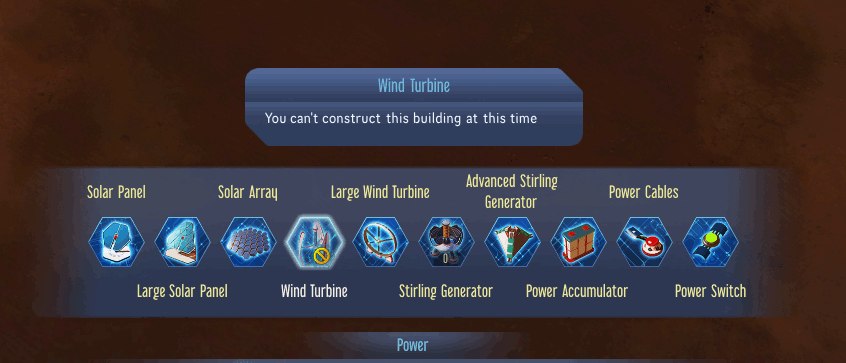 Wind Turbine
You can't construct this building at this time
Solar Panel
Solar Array
Large Wind Turbine
Advanced Stirling
Generator
Power Cables
0
Large Solar Panel
Wind Turbine
Stirling Generator
Power Accumulator
Power Switch
Power